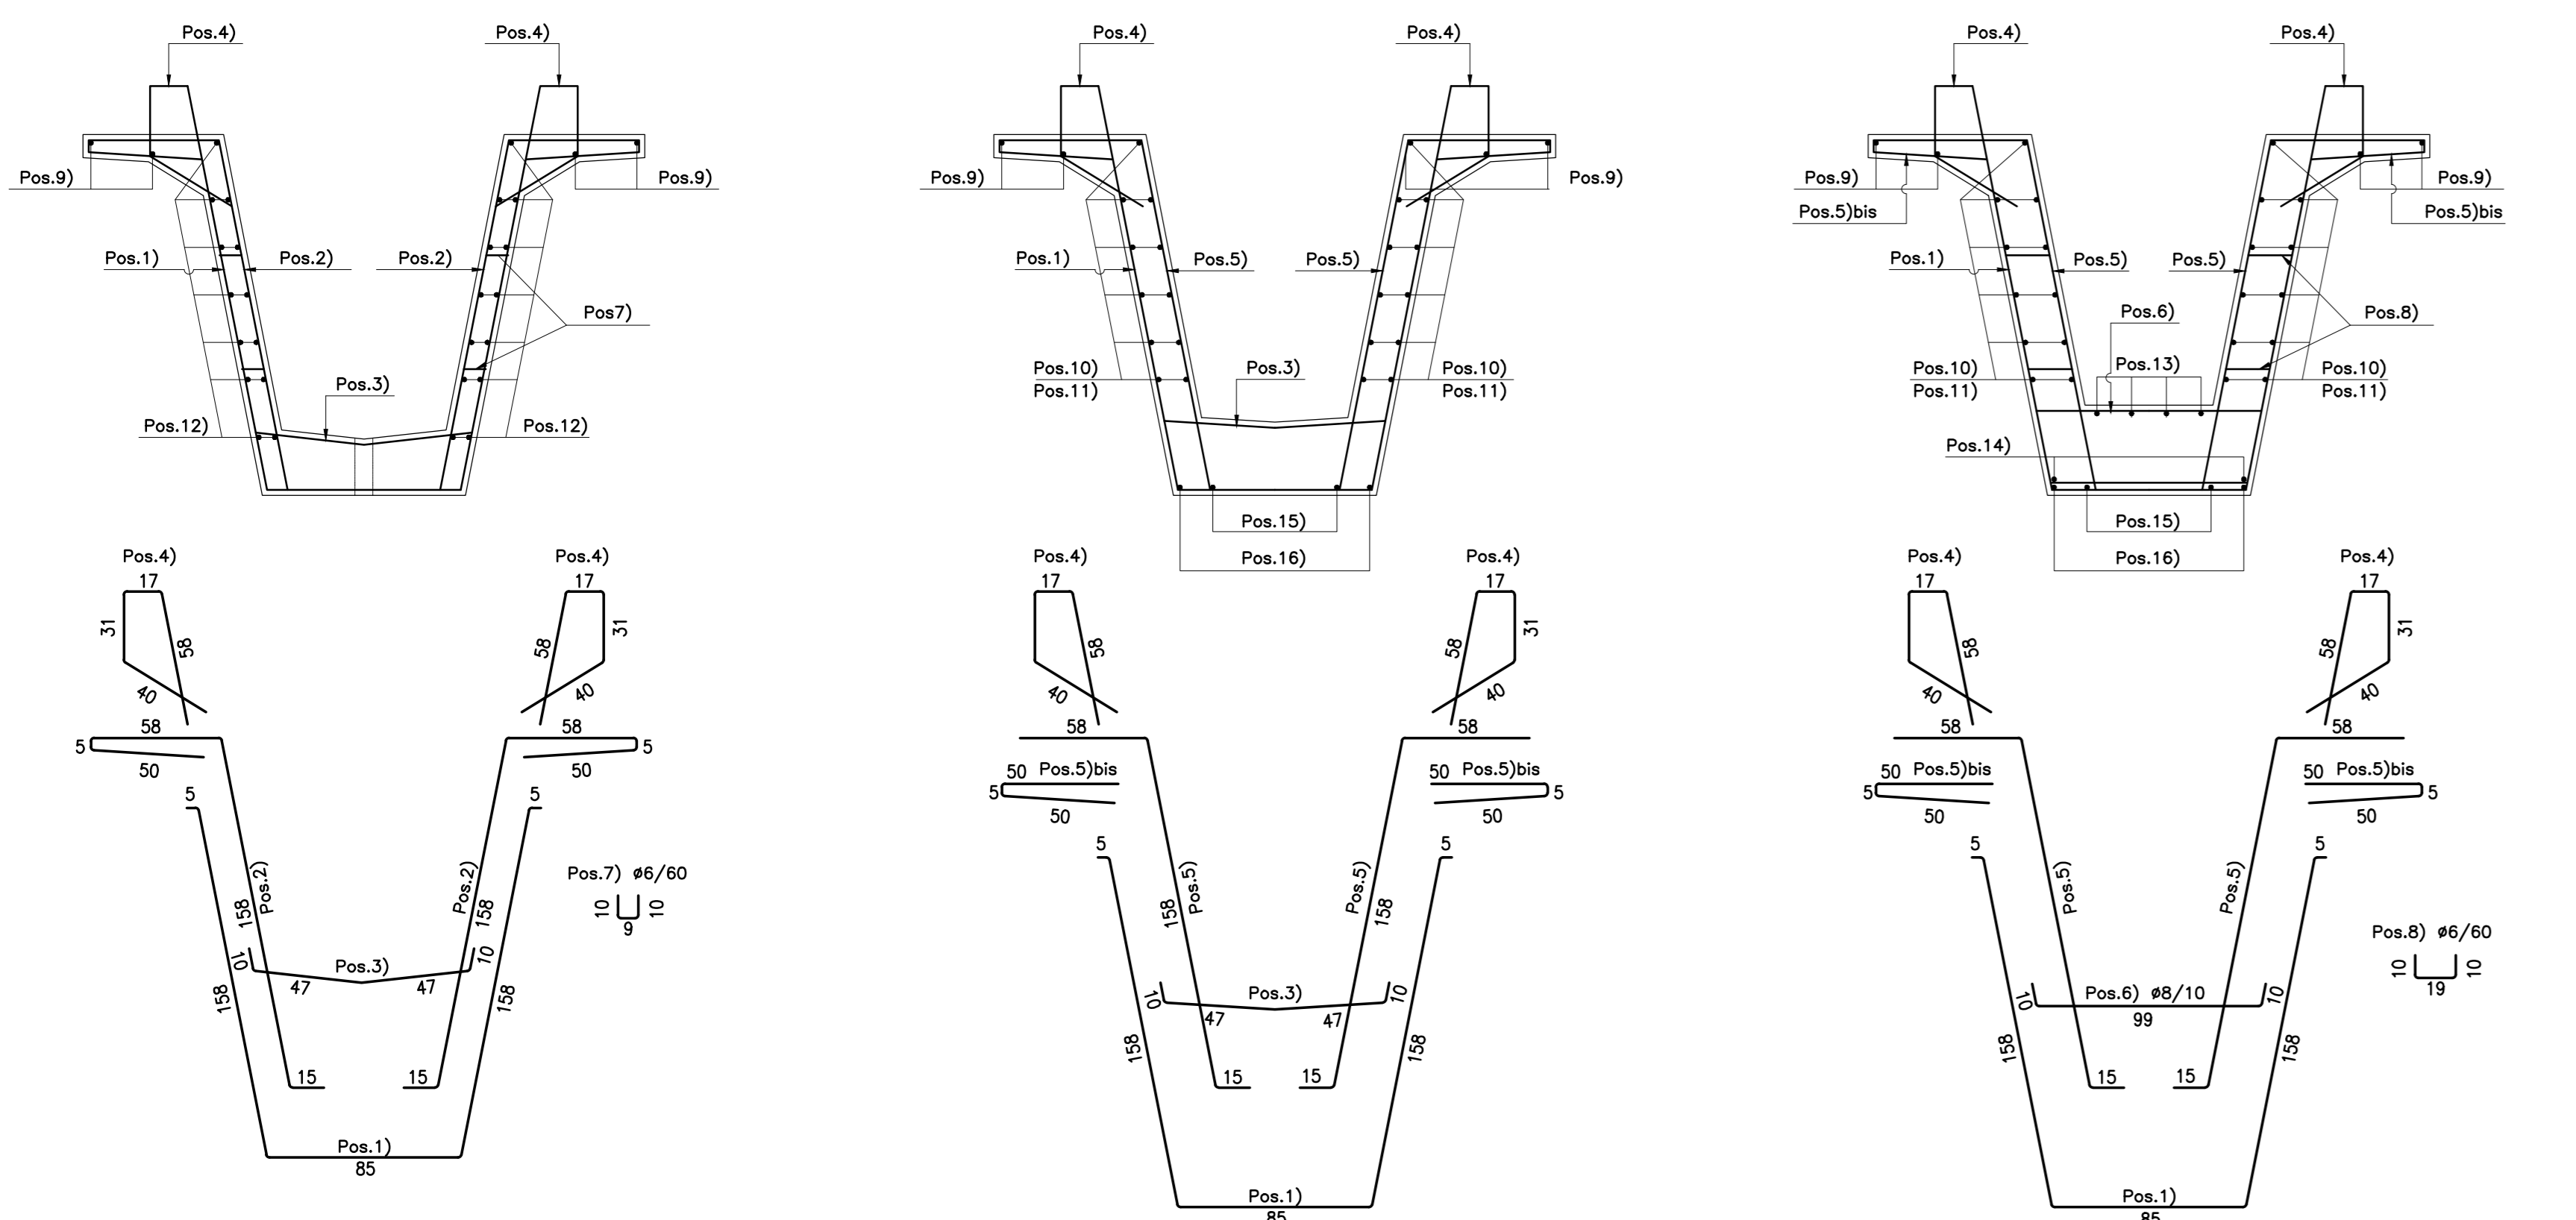 Pos.4) Pos.4) Pos.4) Pos.4) Pos.4) Pos.4)
Pos.9) Pos.9) Pos.9) Pos.9) Pos.9) Pos.9)
Pos.5)bis Pos.5)bis
Pos.1) Pos.2) Pos.2) Pos.1) Pos.5) Pos.5) Pos.1) Pos.5) Pos.5)
Pos7) Pos.6) Pos.8)
Pos.3) Pos.10) Pos.3) Pos.10) Pos.10) Pos.13) Pos.10)
Pos.11) Pos.11) Pos.11) Pos.11)
Pos.12) Pos.12)
Pos.14)
Pos.15) Pos.15)
Pos.16) Pos.16)
Pos.4) Pos.4) Pos.4) Pos.4) Pos.4) Pos.4)
17 17 17 17 17 17
31 58 58 31 58 58 31 58 58 31
40 40 40 40 40 40
58 58 58 58 58 58
5 5
50 50
50 Pos.5)bis 50 Pos.5)bis 50 Pos.5)bis 50 Pos.5)bis
5 5 5 5
50 50 50 50
5 5
5 5 5 5
Pos.2) Pos.2) Pos.5) Pos.5) Pos.5) Pos.5)
158 158 158 158
Pos.7) ø6/60
10 10
9
Pos.8) ø6/60
10 10
19
10 Pos.3) 10
47 47
10 Pos.3) 10
47 47
10 Pos.6) ø8/10 10
99
158 158 158 158 158 158
15 15 15 15 15 15
Pos.1)
85
Pos.1) Pos.1)
85 85